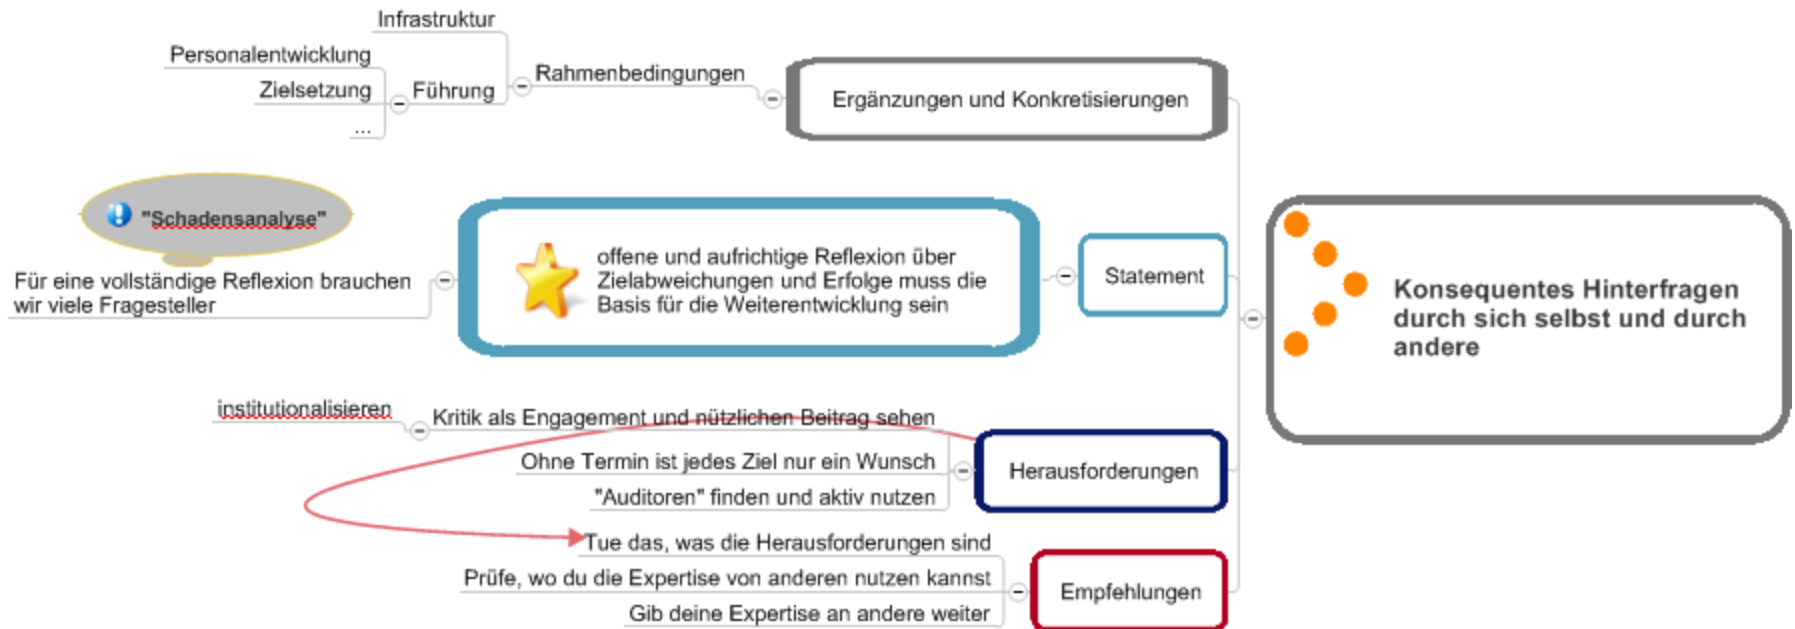 Infrastruktur
Personalentwicklung
Zielsetzung
...
Führung
Rahmenbedingungen
Ergänzungen und Konkretisierungen
"Schadensanalyse"
Für eine vollständige Reflexion brauchen
wir viele Fragesteller
offene und aufrichtige Reflexion über
Zielabweichungen und Erfolge muss die
Basis für die Weiterentwicklung sein
Statement
Konsequentes Hinterfragen
durch sich selbst und durch
andere
institutionalisieren
Kritik als Engagement und nützlichen Beitrag sehen
Ohne Termin ist jedes Ziel nur ein Wunsch
"Auditoren" finden und aktiv nutzen
Herausforderungen
Tue das, was die Herausforderungen sind
Prüfe, wo du die Expertise von anderen nutzen kannst
Gib deine Expertise an andere weiter
Empfehlungen